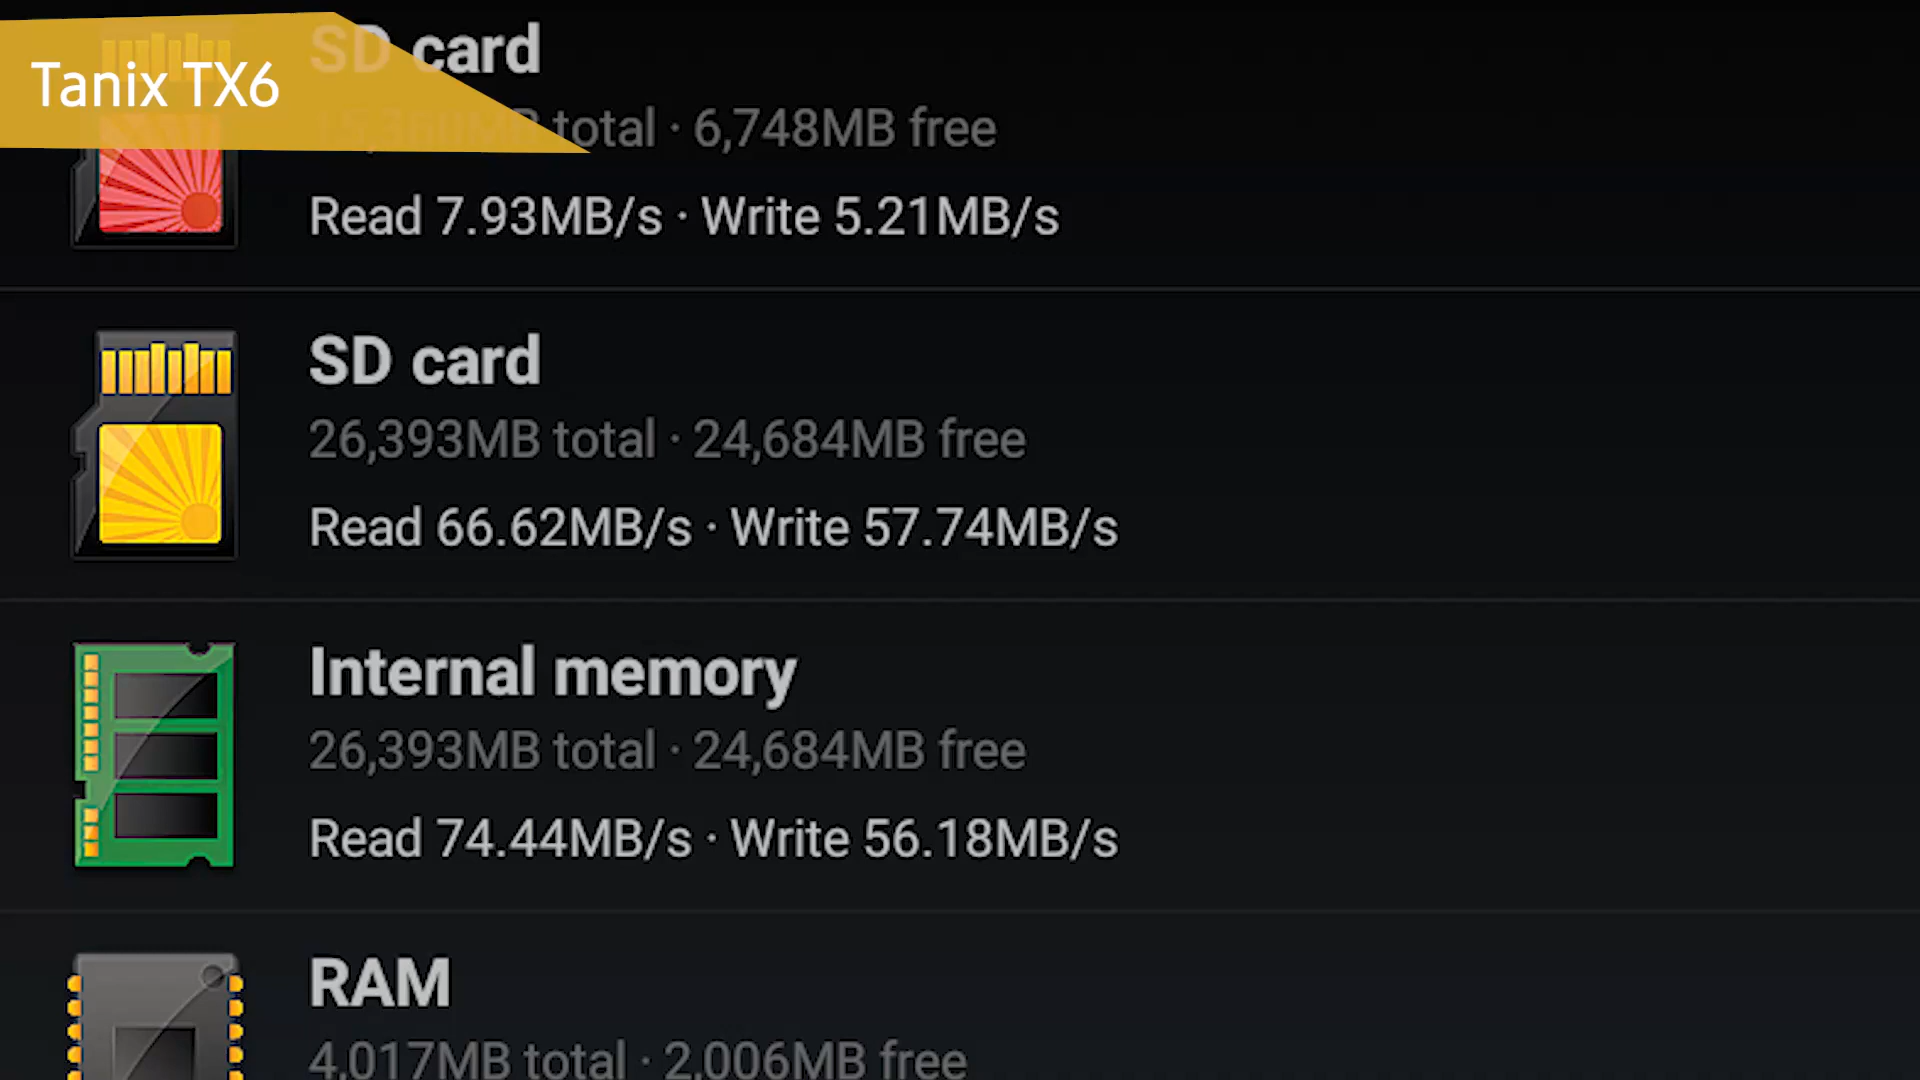 Tanix TX6
SD card
total · 6,748MB free
Read 7.93MB/s · Write 5.21MB/s
SD card
26,393MB total · 24,684MB free
Read 66.62MB/s · Write 57.74MB/s
Internal memory
26,393MB total · 24,684MB free
Read 74.44MB/s · Write 56.18MB/s
RAM
4,017MB total · 2,006MB free